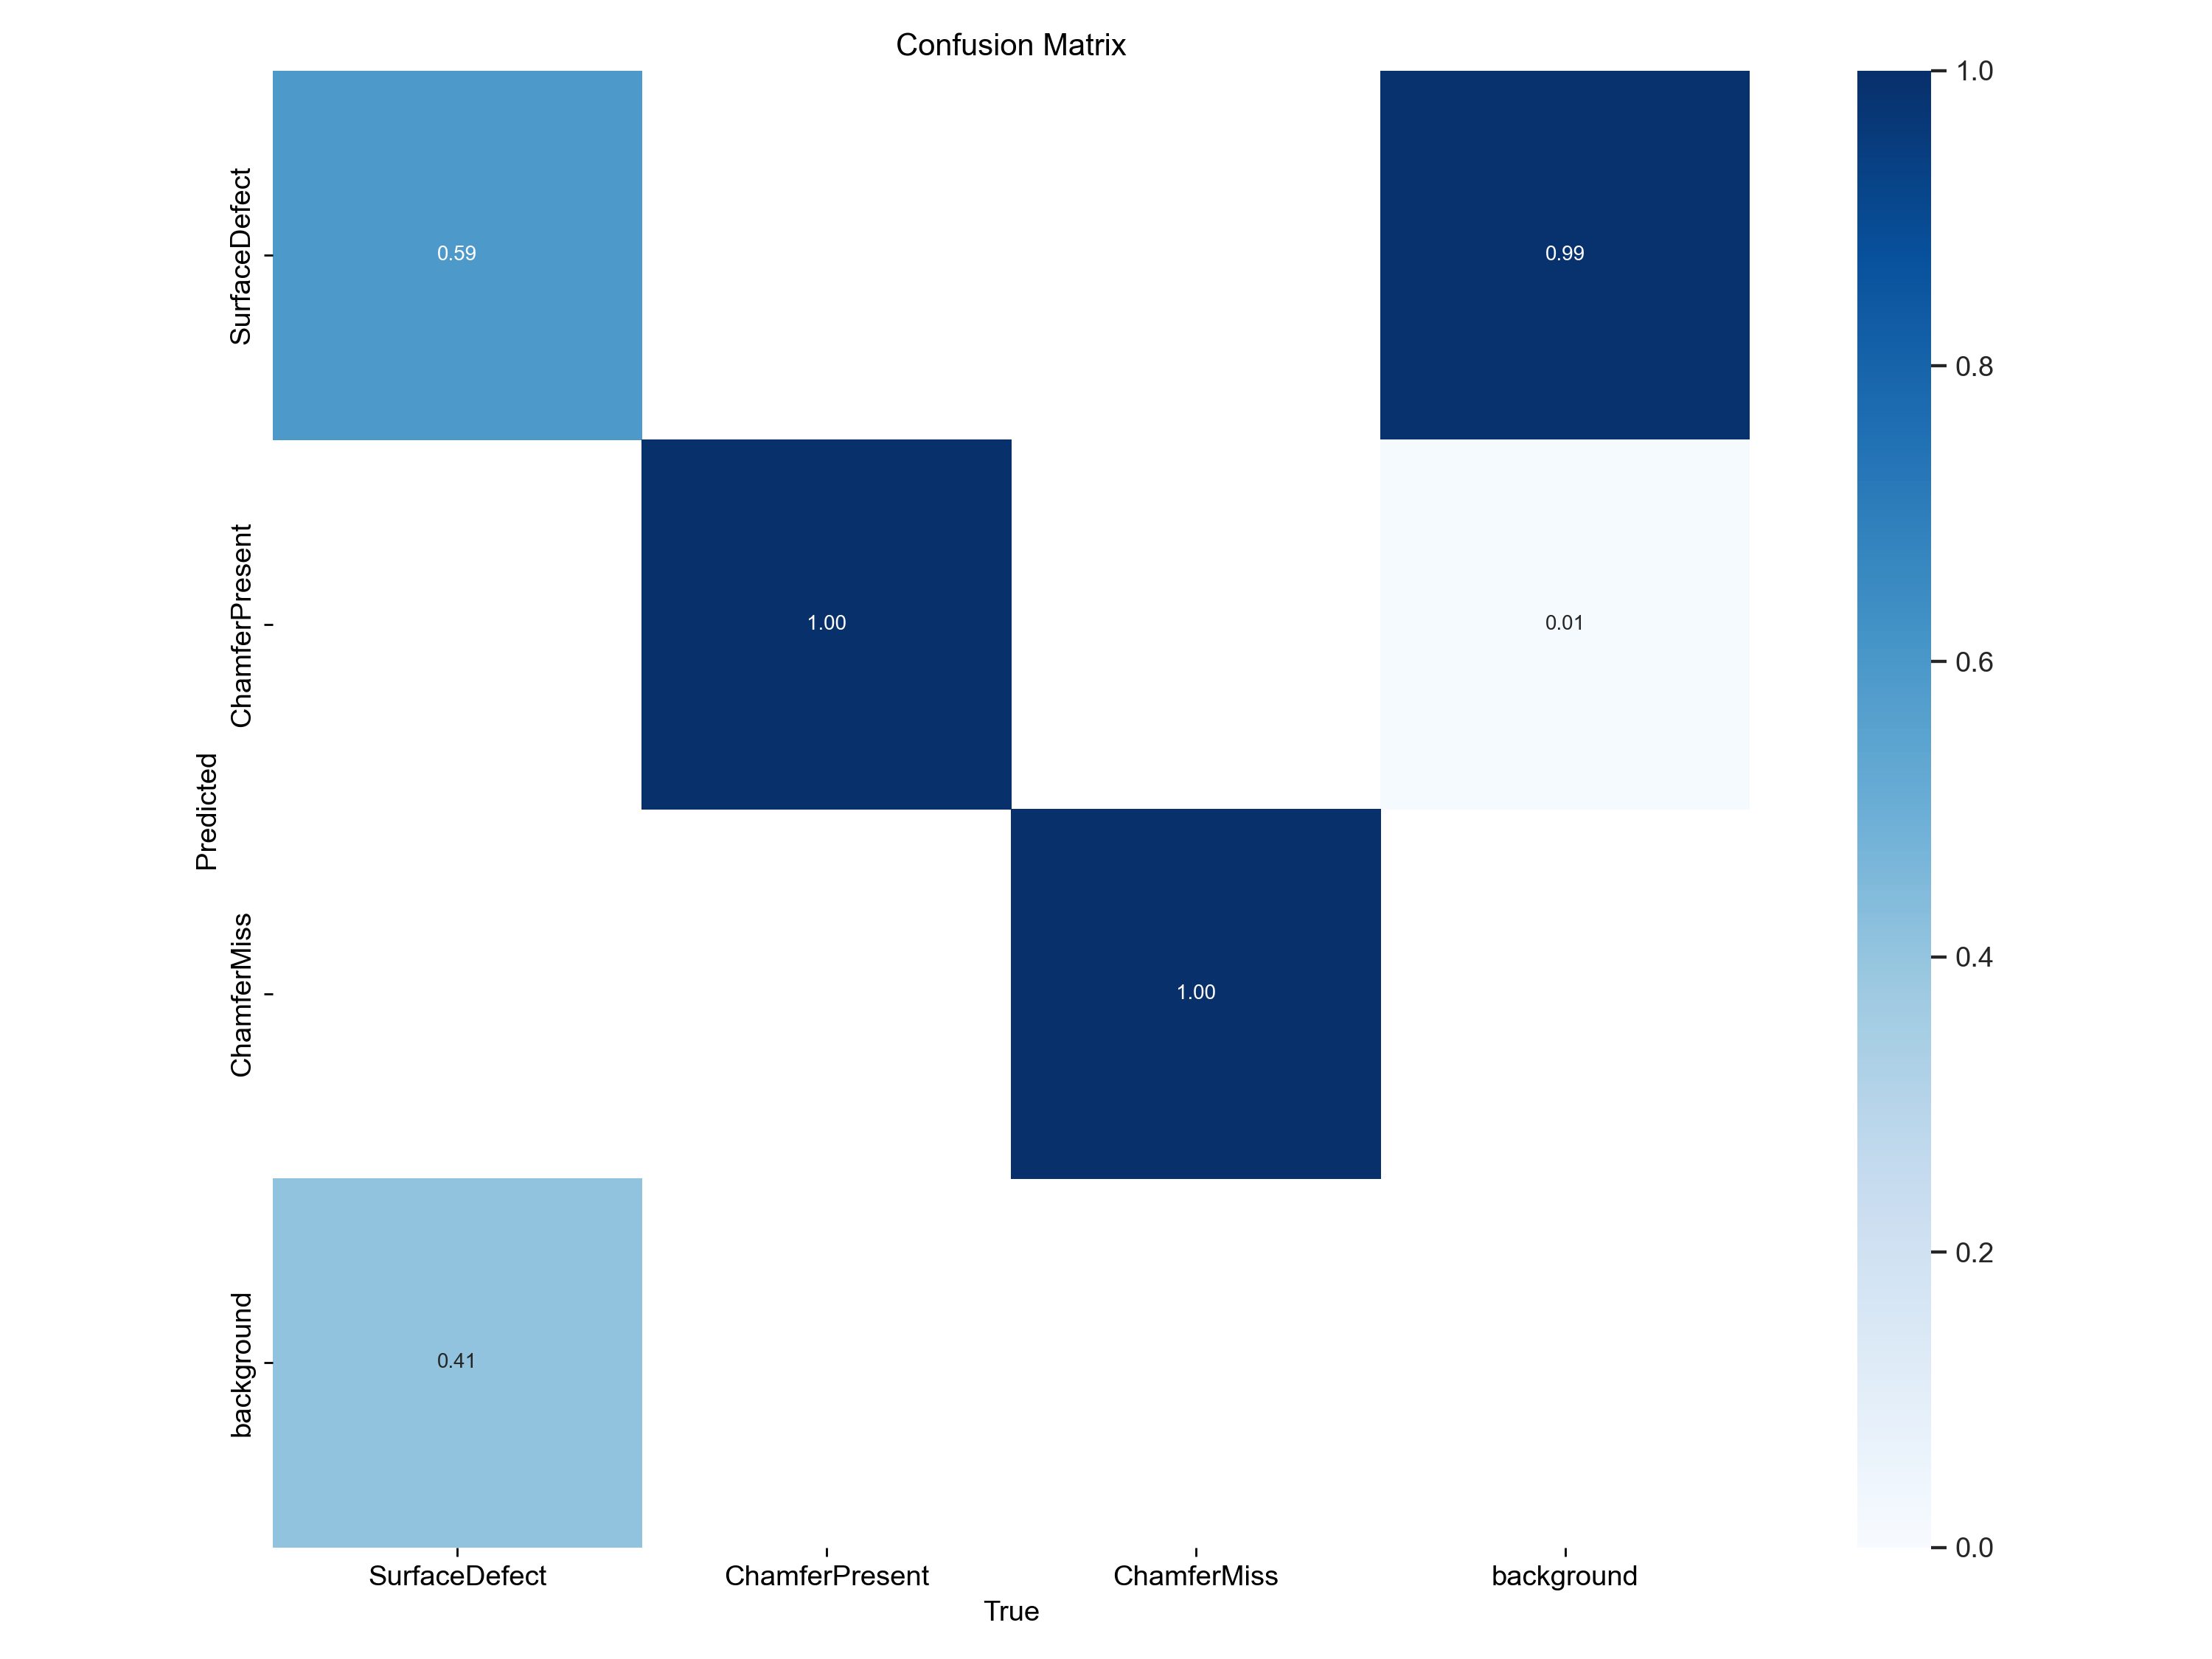 Confusion Matrix
SurfaceDefect
0.59
0.99
1.0
0.8
ChamferPresent
1.00
0.01
0.6
Predicted
ChamferMiss
1.00
0.4
background
0.41
0.2
0.0
SurfaceDefect ChamferPresent ChamferMiss background
True